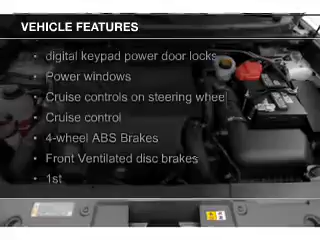 VEHICLE FEATURES
• digital keypad power door locks
• Power windows
• Cruise controls on steering wheel
• Cruise control
• 4-wheel ABS Brakes
• Front Ventilated disc brakes
• 1st